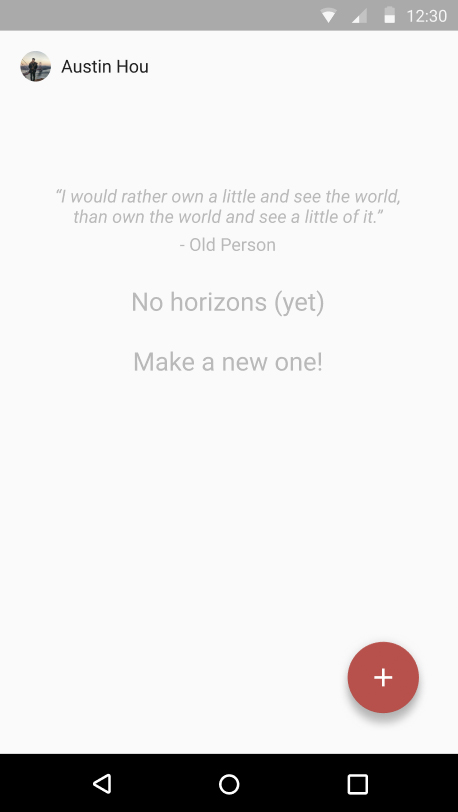 12:30
Austin Hou
“I would rather own a little and see the world,
than own the world and see a little of it.”
- Old Person
No horizons (yet)
Make a new one!